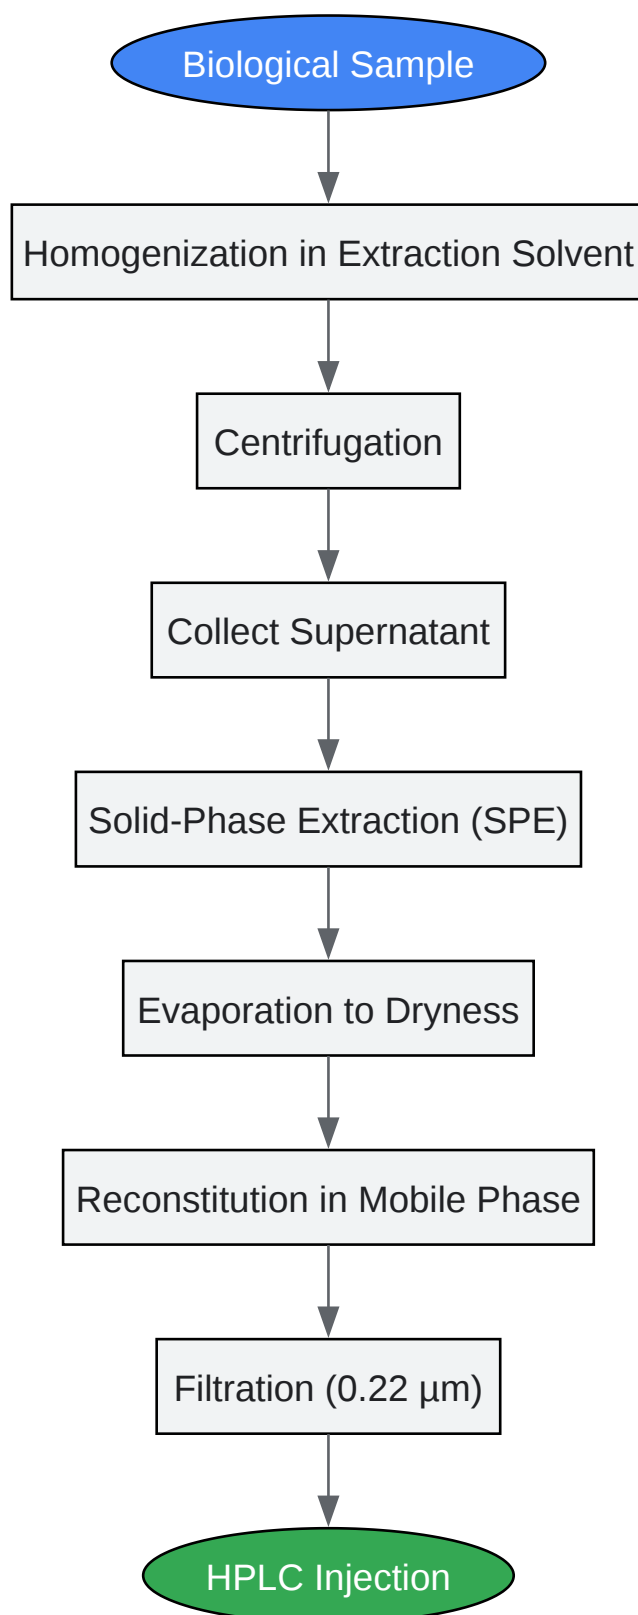 Biological Sample
Homogenization in Extraction Solvent
Centrifugation
Collect Supernatant
Solid-Phase Extraction (SPE)
Evaporation to Dryness
Reconstitution in Mobile Phase
Filtration (0.22 µm)
HPLC Injection